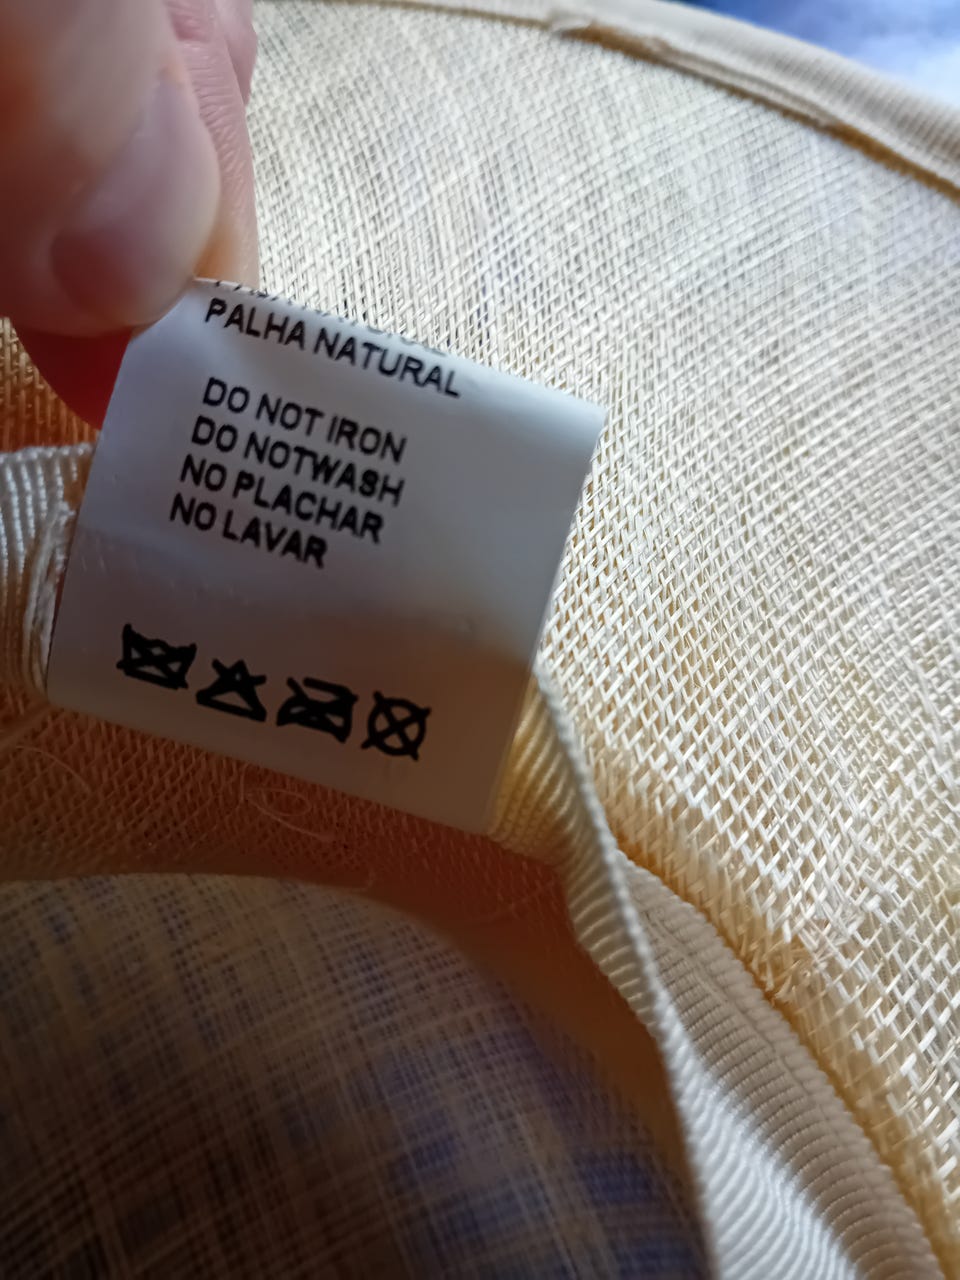 PALHA NATURAL
DO NOT IRON
DO NOTWASH
NO PLACHAR
NO LAVAR